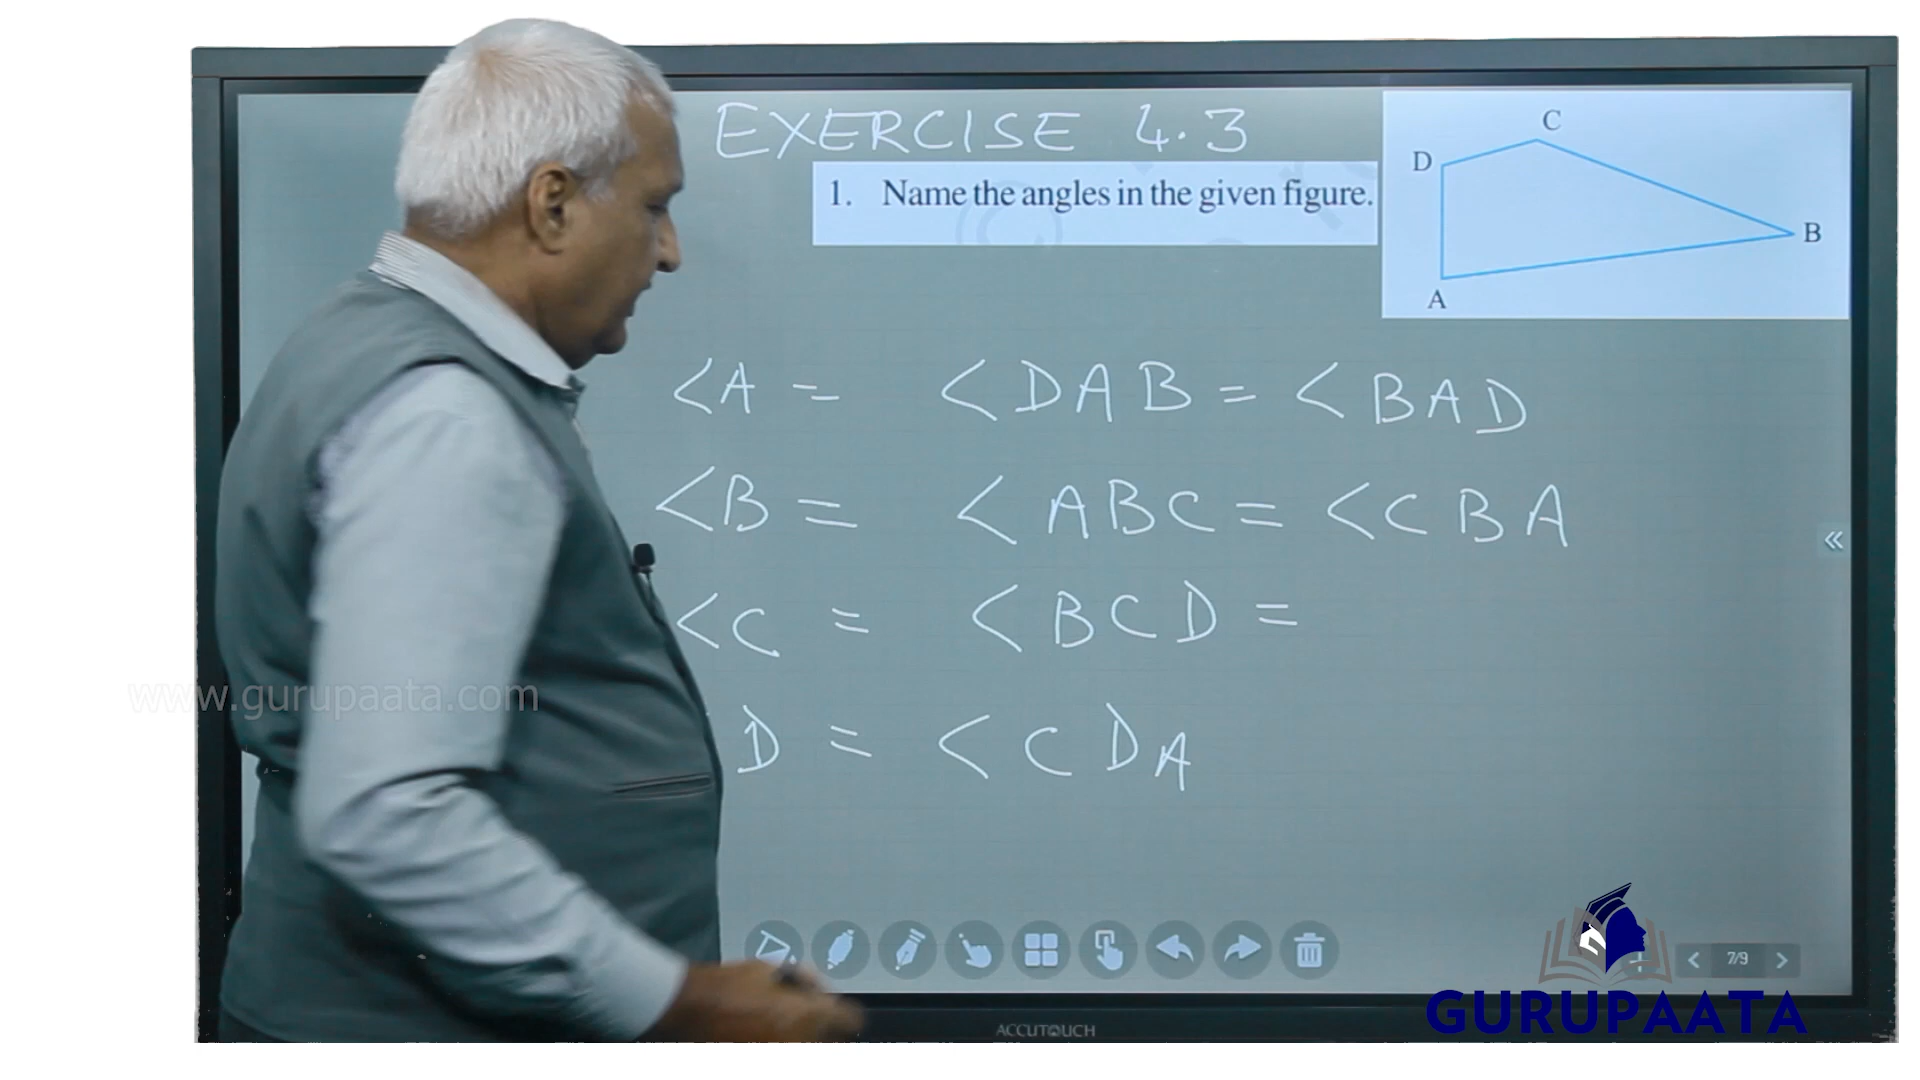 EXERCISE 4.3
1. Name the angles in the given figure.
C
D
B
A
<A = <DAB = <BAD
<B = <ABC = <CBA
<C = <BCD =
D = <CDA
www.gurupaata.com
7/9
GURUPAATA
ACCUTOUCH